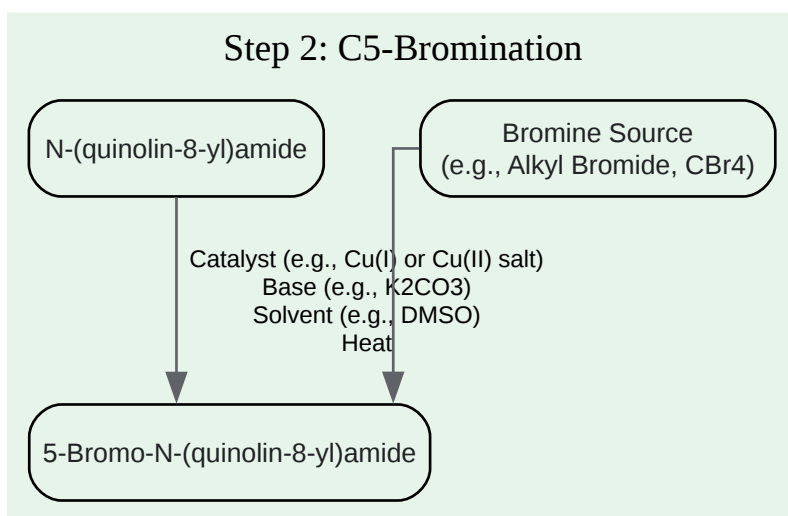 Step 2: C5-Bromination
N-(quinolin-8-yl)amide
Bromine Source
(e.g., Alkyl Bromide, CBr4)
Catalyst (e.g., Cu(I) or Cu(II) salt)
Base (e.g., K2CO3)
Solvent (e.g., DMSO)
Heat
5-Bromo-N-(quinolin-8-yl)amide